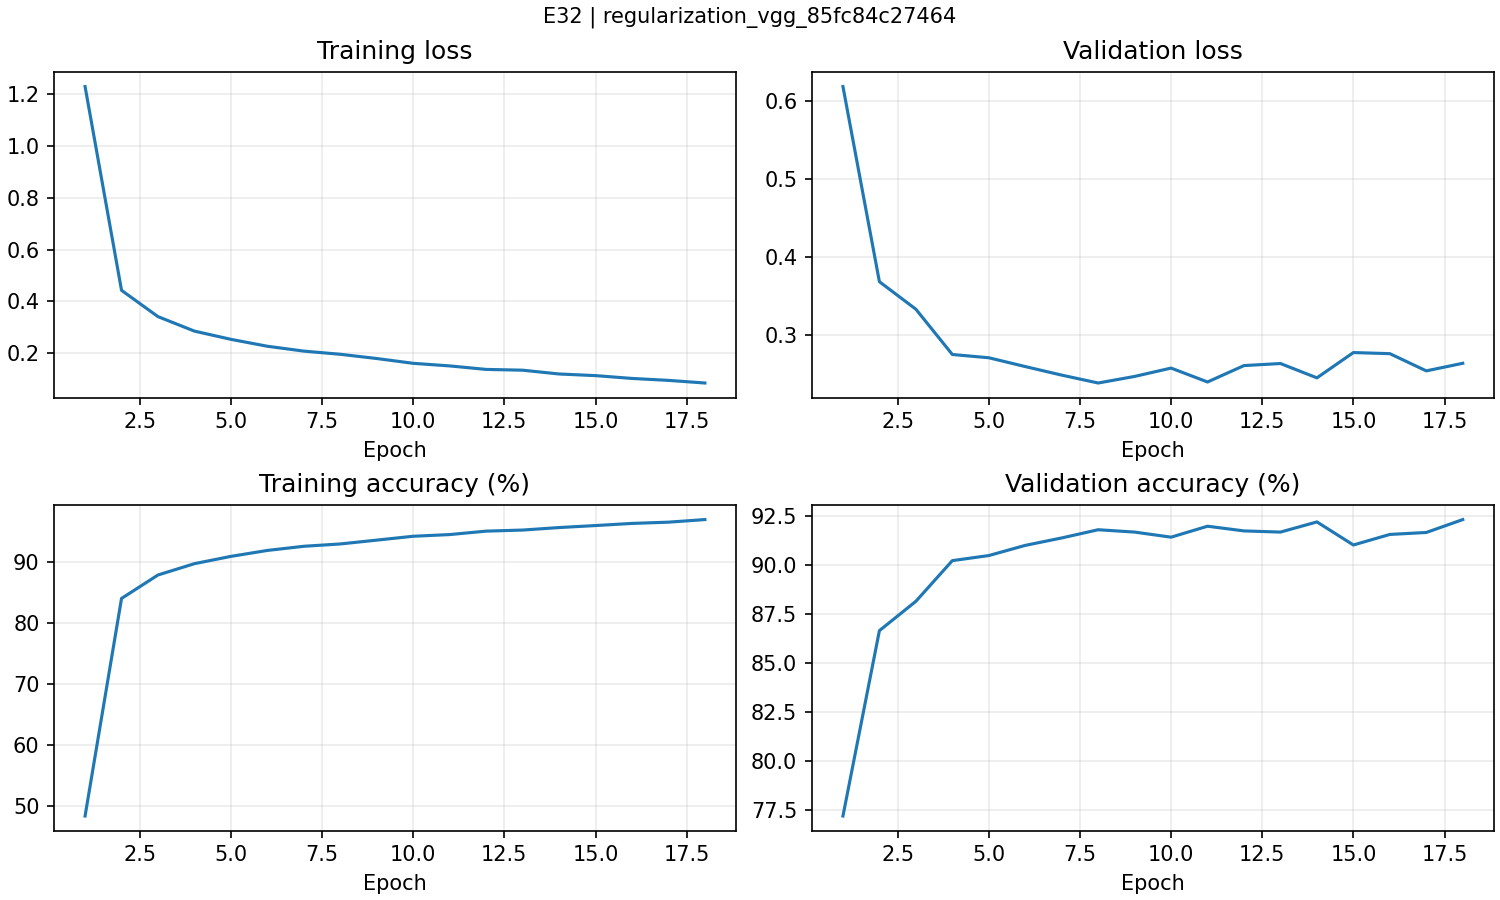 E32 | regularization_vgg_85fc84c27464
Training loss
1.2
1.0
0.8
0.6
0.4
0.2
2.5 5.0 7.5 10.0 12.5 15.0 17.5
Epoch
Validation loss
0.6
0.5
0.4
0.3
2.5 5.0 7.5 10.0 12.5 15.0 17.5
Epoch
Training accuracy (%)
90
80
70
60
50
2.5 5.0 7.5 10.0 12.5 15.0 17.5
Epoch
Validation accuracy (%)
92.5
90.0
87.5
85.0
82.5
80.0
77.5
2.5 5.0 7.5 10.0 12.5 15.0 17.5
Epoch